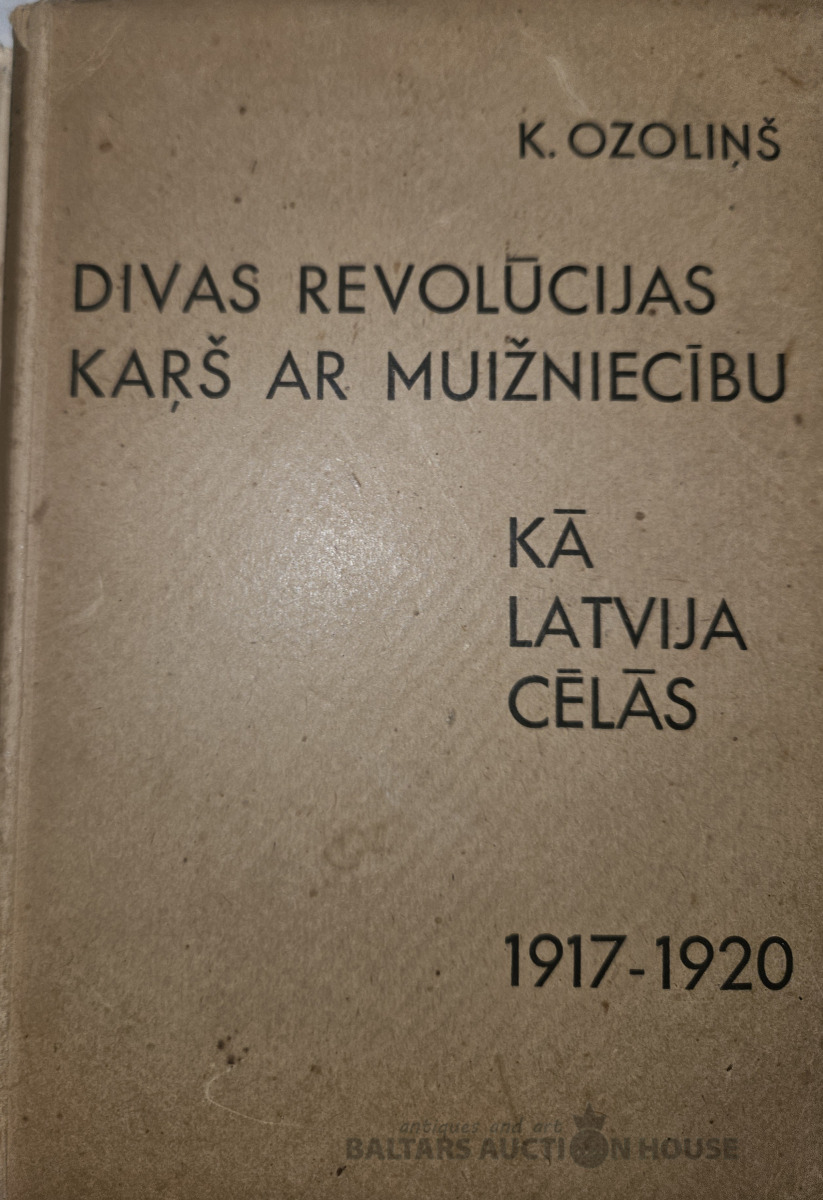 K. OZOLIŅŠ
DIVAS REVOLŪCIJAS
KAŖŠ AR MUIŽNIECĪBU
KĀ
LATVIJA
CĒLĀS
1917-1920
antiques and art
BALTARS AUCTION HOUSE